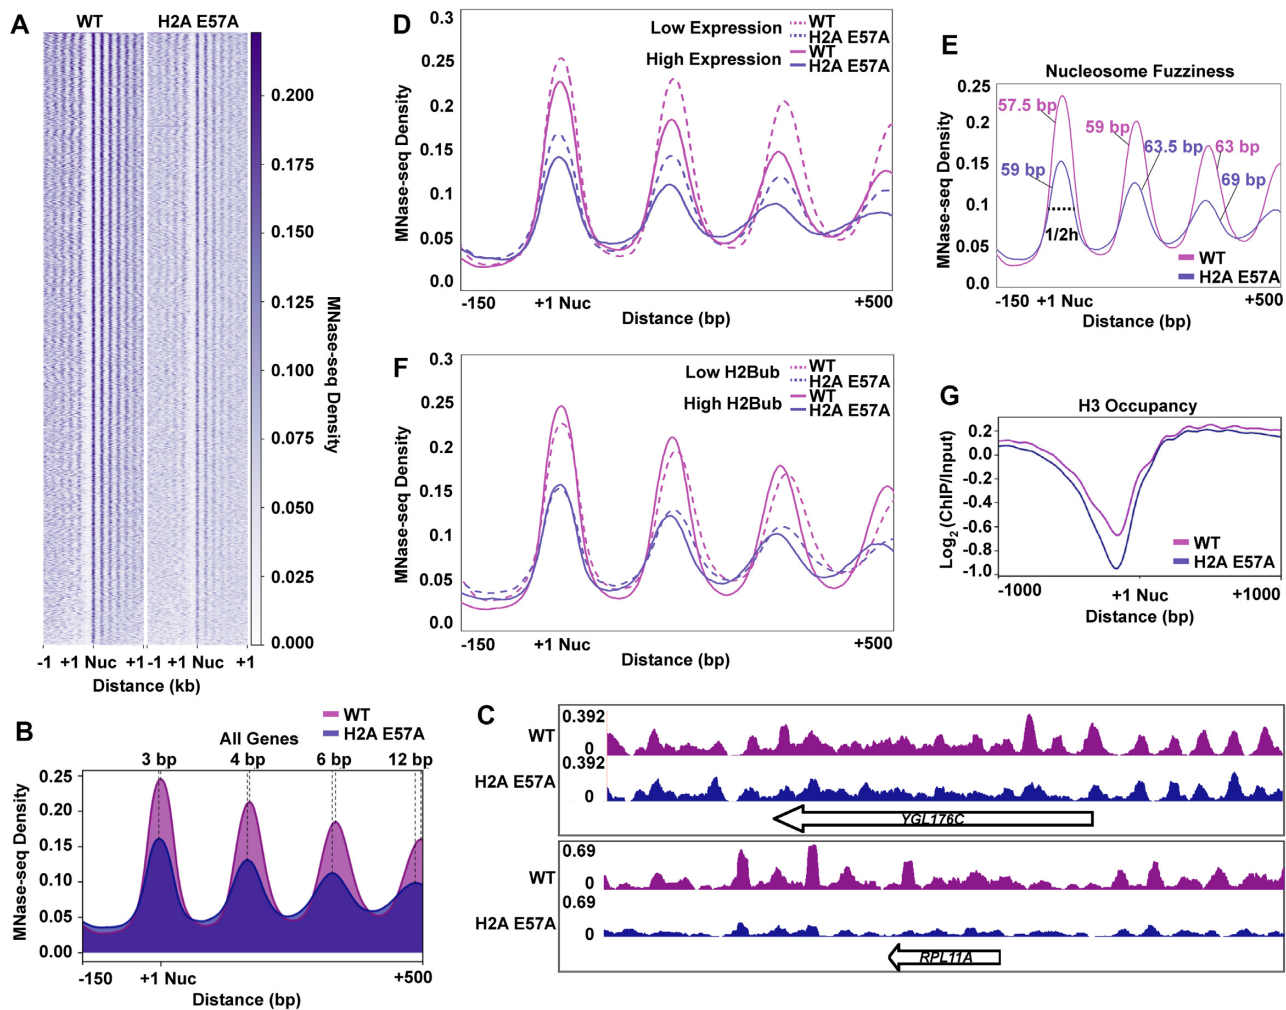 A
WT
H2A E57A
0.200
0.175
0.150
0.125
0.100
0.075
0.050
0.025
0.000
MNase-seq Density
-1 +1 Nuc +1 -1 +1 Nuc +1
Distance (kb)
B
WT
H2A E57A
All Genes
3 bp 4 bp 6 bp 12 bp
MNase-seq Density
0.25
0.20
0.15
0.10
0.05
0.00
-150 +1 Nuc +500
Distance (bp)
C
WT
0.392
0
H2A E57A
0.392
0
YGL176C
WT
0.69
0
H2A E57A
0.69
0
RPL11A
D
Low Expression
WT
H2A E57A
High Expression
WT
H2A E57A
MNase-seq Density
0.3
0.25
0.2
0.15
0.1
0.05
0.0
-150 +1 Nuc +500
Distance (bp)
E
Nucleosome Fuzziness
MNase-seq Density
0.25
0.2
0.15
0.1
0.05
0.0
57.5 bp
59 bp
59 bp
63.5 bp
63 bp
69 bp
1/2h
WT
H2A E57A
-150 +1 Nuc +500
Distance (bp)
F
Low H2Bub
WT
H2A E57A
High H2Bub
WT
H2A E57A
MNase-seq Density
0.3
0.25
0.2
0.15
0.1
0.05
0.0
-150 +1 Nuc +500
Distance (bp)
G
H3 Occupancy
Log2 (ChIP/Input)
0.2
0.0
-0.2
-0.4
-0.6
-0.8
-1.0
WT
H2A E57A
-1000 +1 Nuc +1000
Distance (bp)